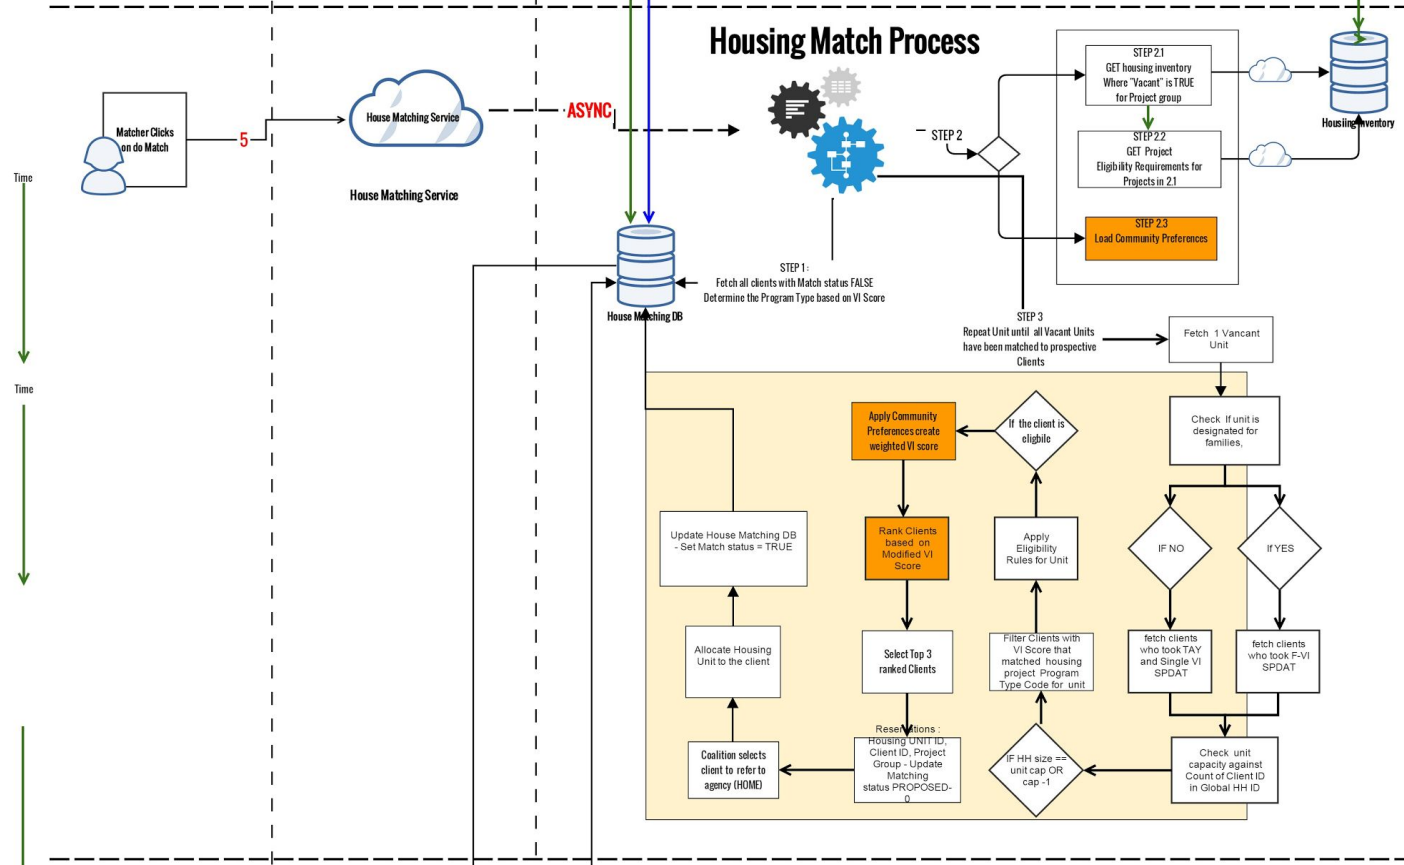 Housing Match Process
Time
Time
Matcher Clicks
on do Match
5
House Matching Service
House Matching Service
ASYNC
STEP 1 :
Fetch all clients with Match status FALSE
Determine the Program Type based on VI Score
House Matching DB
STEP 2
STEP 2.1
GET housing inventory
Where "Vacant" is TRUE
for Project group
STEP 2.2
GET Project
Eligibility Requirements for
Projects in 2.1
STEP 2.3
Load Community Preferences
Housing Inventory
STEP 3
Repeat Unit until all Vacant Units
have been matched to prospective
Clients
Fetch 1 Vancant
Unit
Check If unit is
designated for
families,
IF NO
If YES
fetch clients
who took TAY
and Single VI
SPDAT
fetch clients
who took F-VI
SPDAT
Check unit
capacity against
Count of Client ID
in Global HH ID
IF HH size ==
unit cap OR
cap -1
Filter Clients with
VI Score that
matched housing
project Program
Type Code for unit
Apply
Eligibility
Rules for Unit
If the client is
eligbile
Apply Community
Preferences create
weighted VI score
Rank Clients
based on
Modified VI
Score
Select Top 3
ranked Clients
Reservations :
Housing UNIT ID,
Client ID, Project
Group - Update
Matching
status PROPOSED-
0
Coalition selects
client to refer to
agency (HOME)
Allocate Housing
Unit to the client
Update House Matching DB
- Set Match status = TRUE